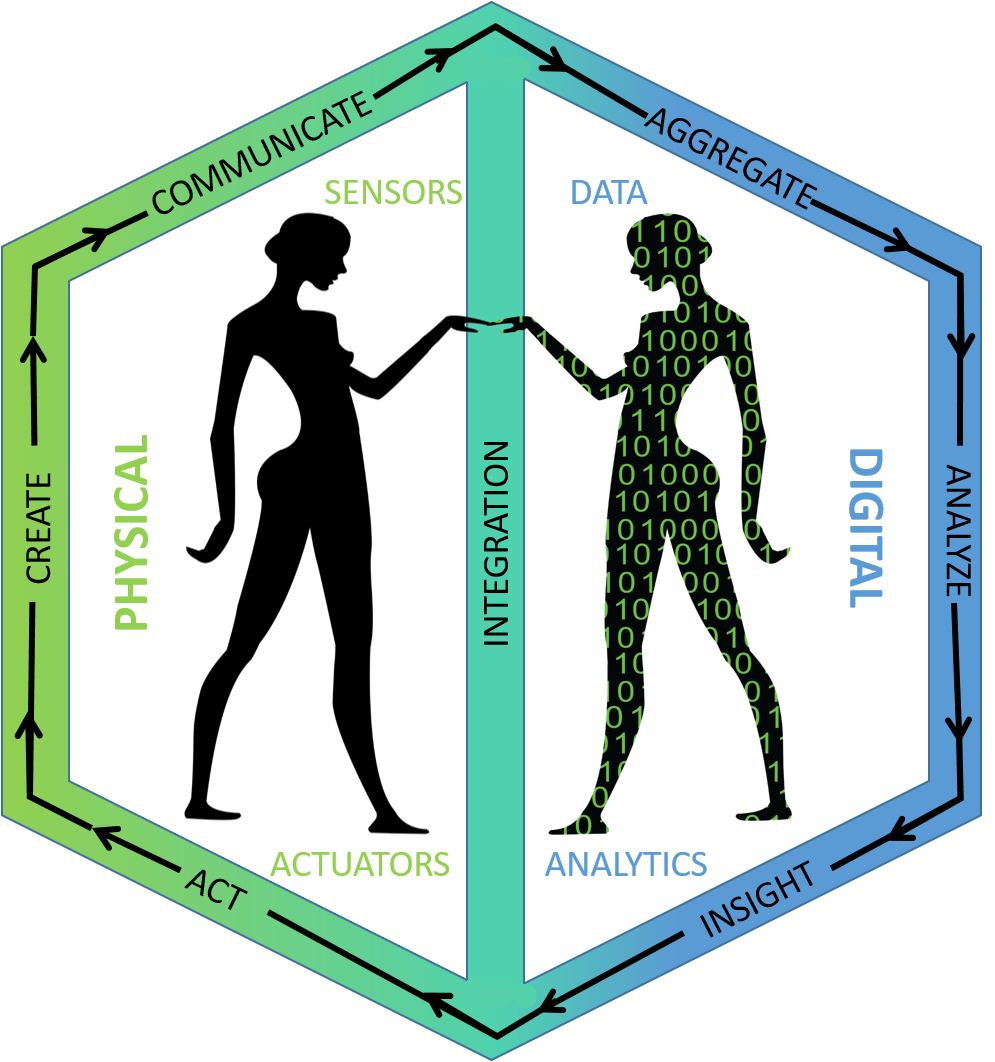 COMMUNICATE
AGGREGATE
SENSORS
DATA
PHYSICAL
CREATE
INTEGRATION
DIGITAL
ANALYZE
ACTUATORS
ANALYTICS
ACT
INSIGHT